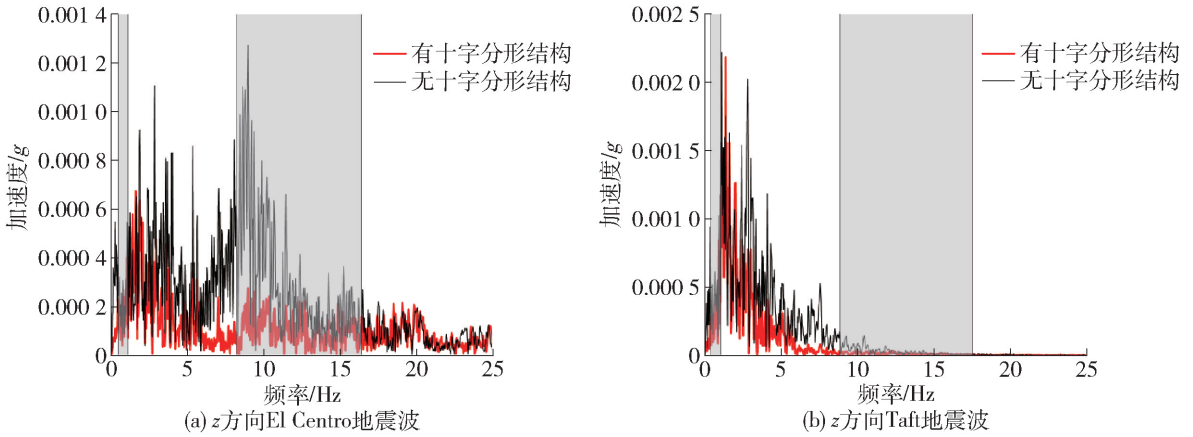 0.001 4
0.001 2
0.001 0
0.000 8
0.000 6
0.000 4
0.000 2
0
加速度/g
有十字分形结构
无十字分形结构
0 5 10 15 20 25
频率/Hz
(a) z方向El Centro地震波
0.002 5
0.002 0
0.001 5
0.001 0
0.000 5
0
加速度/g
有十字分形结构
无十字分形结构
0 5 10 15 20 25
频率/Hz
(b) z方向Taft地震波